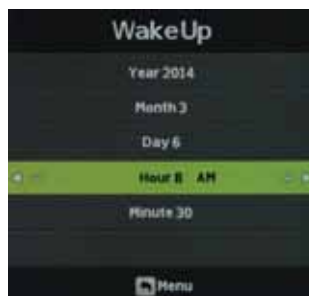 WakeUp
Year 2014
Month 3
Day 6
Hour 8 AM
Minute 30
Menu